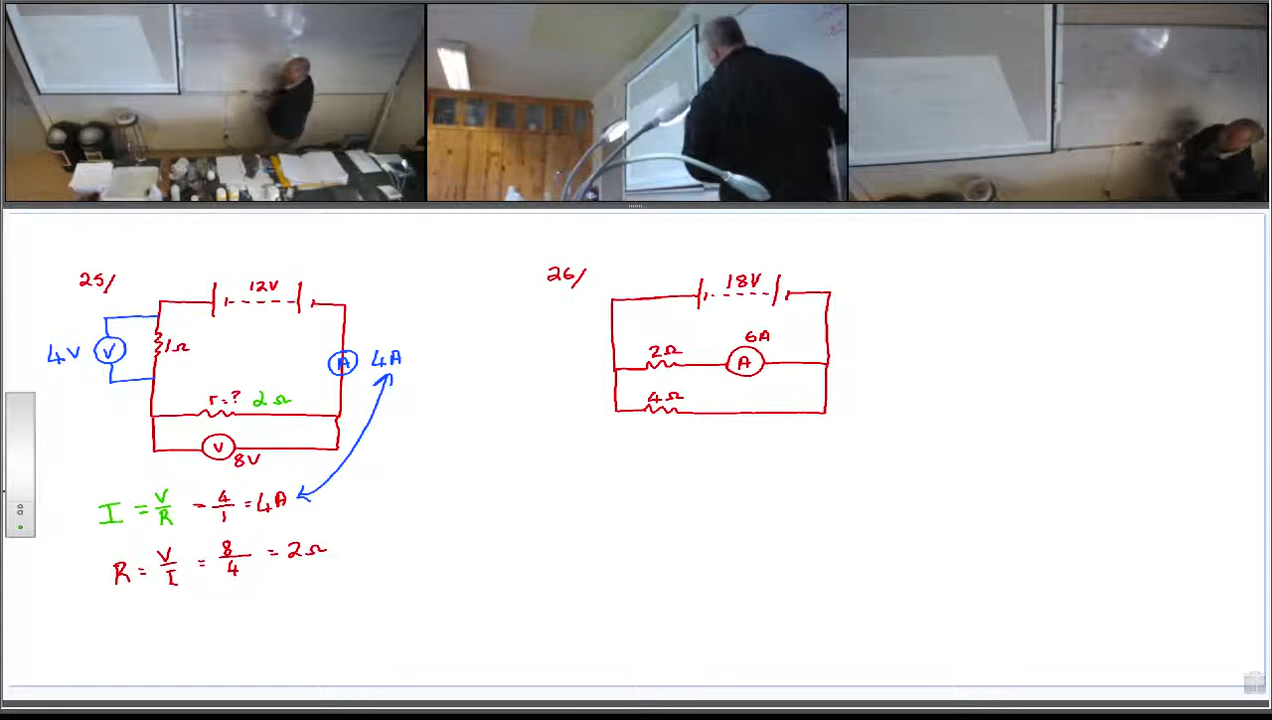 25/
12V
4V
V
1Ω
A
4A
r=? 2Ω
V
8V
I = V/R = 4/1 = 4A
R = V/I = 8/4 = 2Ω
26/
18V
6A
2Ω
A
4Ω